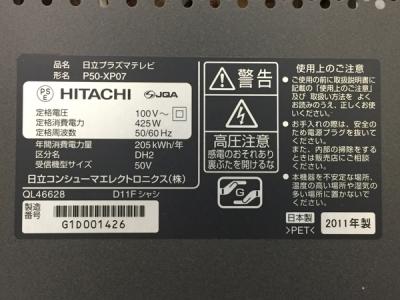 品名 日立プラズマテレビ
形名 P50-XP07
PS
E
HITACHI
JQA
定格電圧 100V～
定格消費電力 425W
定格周波数 50/60Hz
年間消費電力量 205kWh/年
区分名 DH2
受信機型サイズ 50V
日立コンシューマエレクトロニクス(株)
QL46628 D11Fシャシ
製造
番号
G1D001426
警告
高圧注意
感電のおそれあり
裏ぶたを開けるな
使用上のご注意
●ご使用の前に取扱説明書に
記載の「使用上のご注意」
及び 取扱い方法 を よく
お読みのうえ、正しくご使用
ください。
●お手入れの際は、安全のた
め電源プラグを抜いてくだ
さい。また、内部の掃除をする
ときは販売店にご相談
ください。
●本機器を不安定な場所、
温度の高い場所や湿気の
多い場所に置かないで
ください。
日本製
2011年製
>PET<